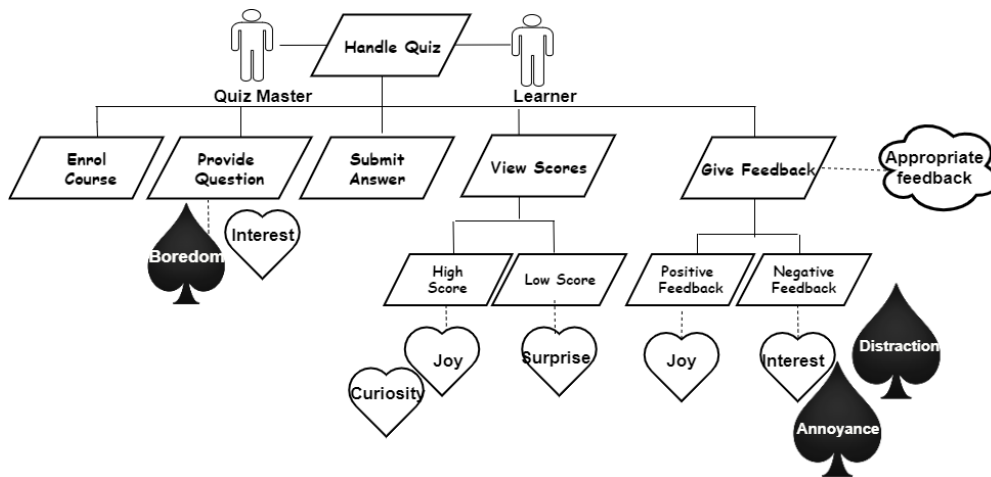 Handle Quiz
Quiz Master
Learner
Enrol
Course
Provide
Question
Submit
Answer
View Scores
Give Feedback
Appropriate
feedback
Boredom
Interest
High
Score
Low Score
Positive
Feedback
Negative
Feedback
Curiosity
Joy
Surprise
Joy
Interest
Distraction
Annoyance